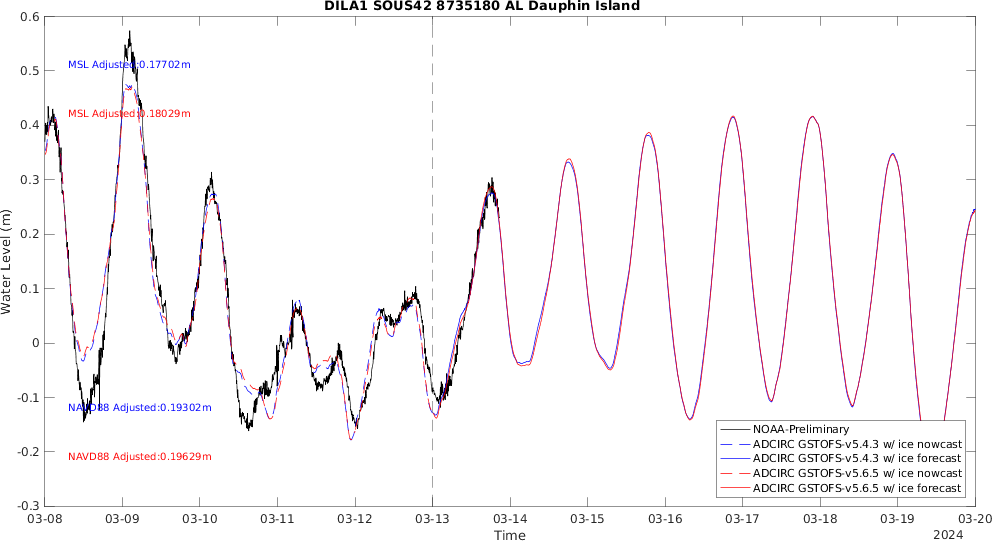 DILA1 SOUS42 8735180 AL Dauphin Island
0.6
0.5
0.4
0.3
0.2
0.1
0
-0.1
-0.2
-0.3
Water Level (m)
MSL Adjusted:0.17702m
MSL Adjusted:0.18029m
NAVD88 Adjusted:0.19302m
NAVD88 Adjusted:0.19629m
NOAA-Preliminary
ADCIRC GSTOFS-v5.4.3 w/ ice nowcast
ADCIRC GSTOFS-v5.4.3 w/ ice forecast
ADCIRC GSTOFS-v5.6.5 w/ ice nowcast
ADCIRC GSTOFS-v5.6.5 w/ ice forecast
03-08 03-09 03-10 03-11 03-12 03-13 03-14 03-15 03-16 03-17 03-18 03-19 03-20
Time
2024